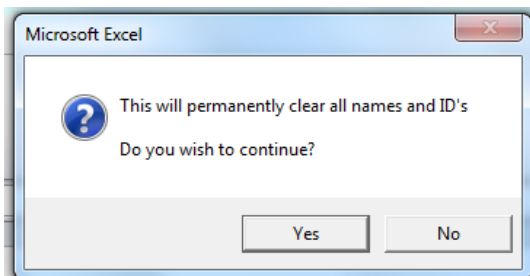 Microsoft Excel
This will permanently clear all names and ID's
Do you wish to continue?
Yes
No